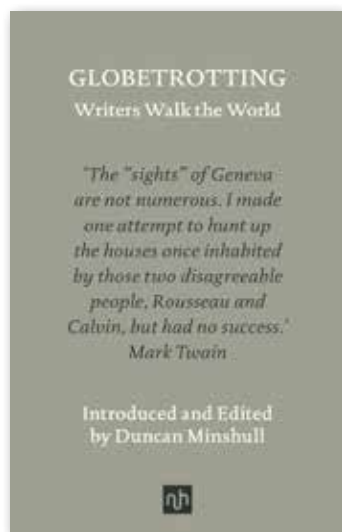 GLOBETROTTING
Writers Walk the World
‘The “sights” of Geneva
are not numerous. I made
one attempt to hunt up
the houses once inhabited
by those two disagreeable
people, Rousseau and
Calvin, but had no success.’
Mark Twain
Introduced and Edited
by Duncan Minshull
nh